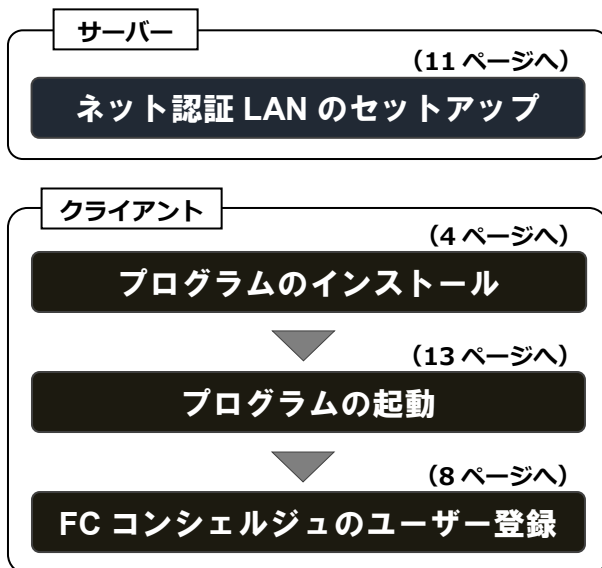 サーバー
(11 ページへ)
ネット認証 LAN のセットアップ
クライアント
(4 ページへ)
プログラムのインストール
(13 ページへ)
プログラムの起動
(8 ページへ)
FC コンシェルジュのユーザー登録